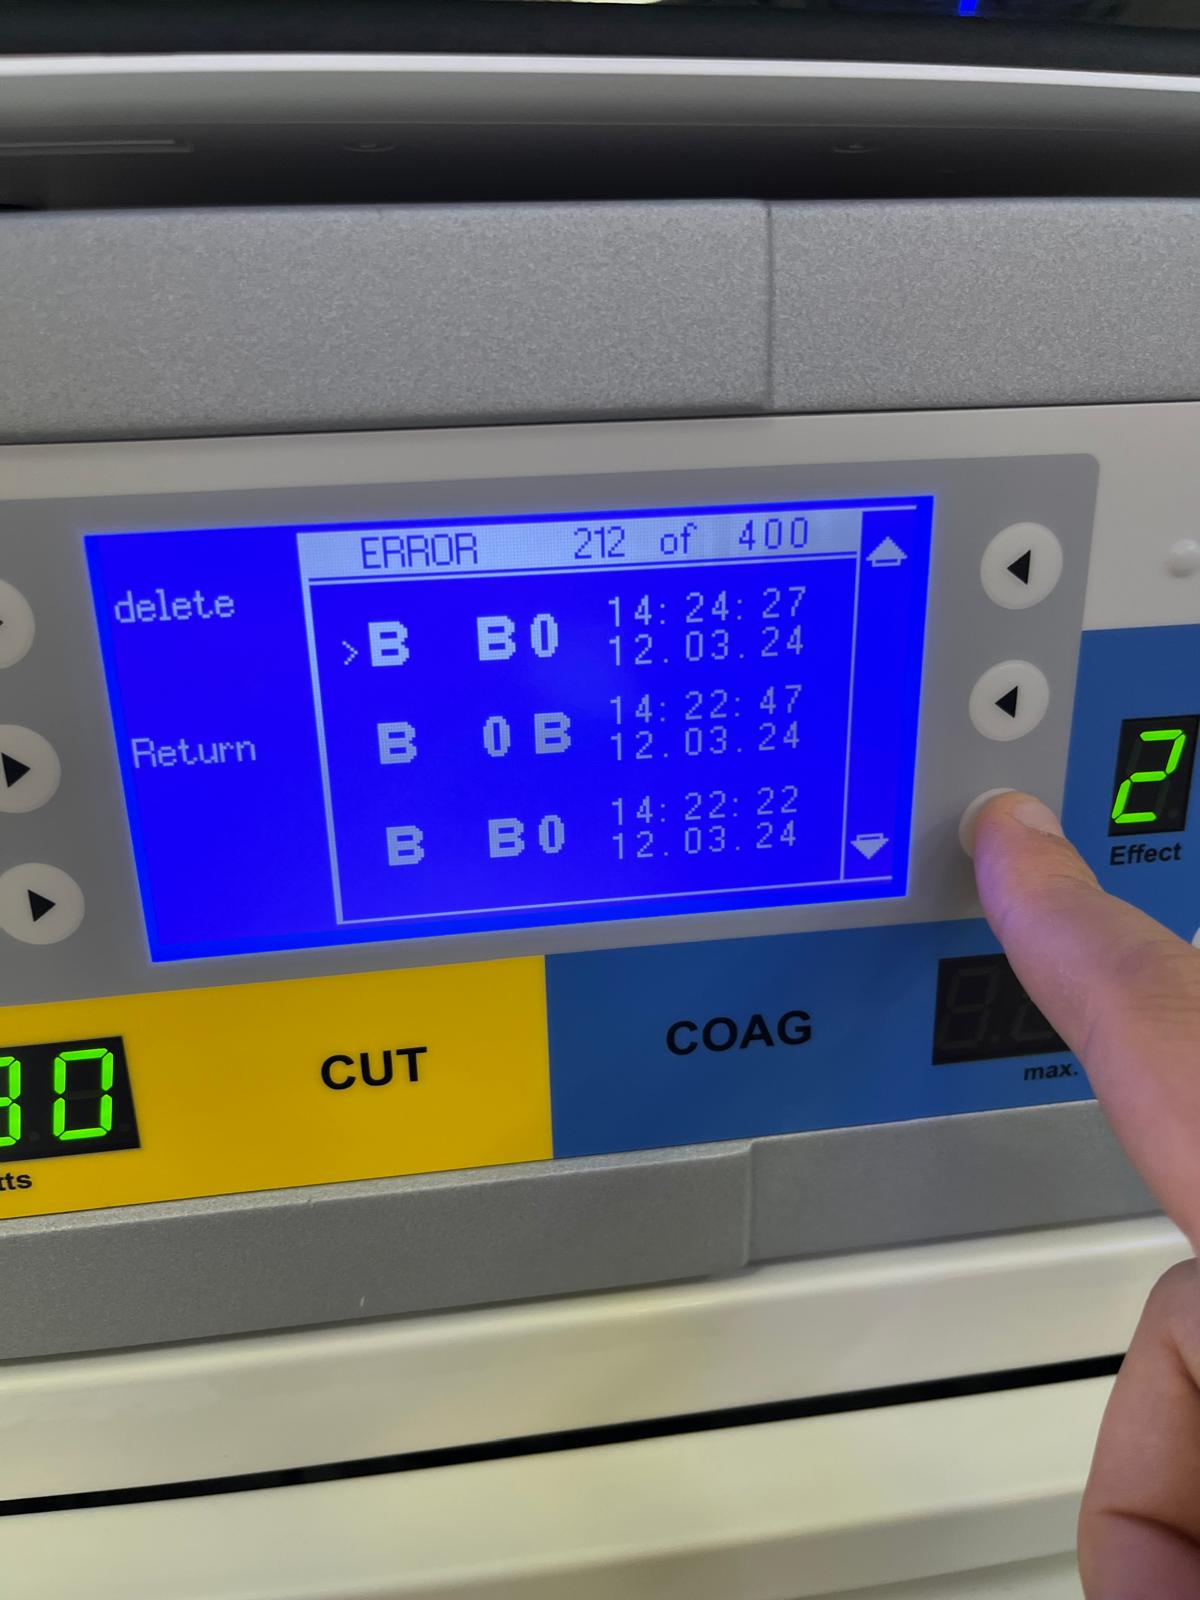 ERROR 212 of 400
delete
>B B0 14:24:27
12.03.24
Return
B 0B 14:22:47
12.03.24
B B0 14:22:22
12.03.24
2
Effect
CUT
COAG
max.